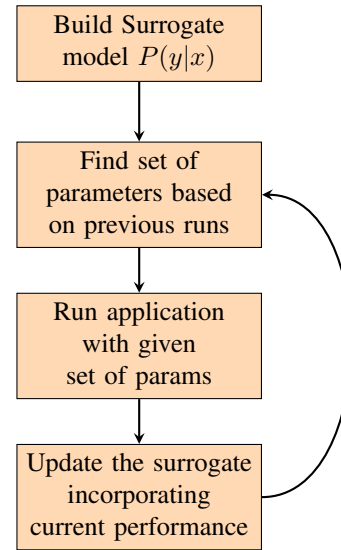 Build Surrogate
model P(y|x)
Find set of
parameters based
on previous runs
Run application
with given
set of params
Update the surrogate
incorporating
current performance